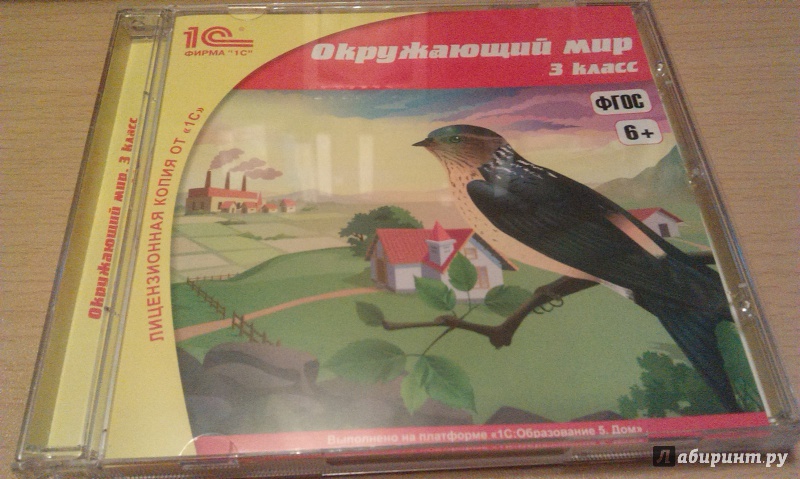 1С®
ФИРМА "1С"
Окружающий мир
3 класс
ФГОС
6+
ЛИЦЕНЗИОННАЯ КОПИЯ ОТ «1С»
Окружающий мир. 3 класс
Выполнено на платформе «1С:Образование 5. Дом»
Лабиринт.ру